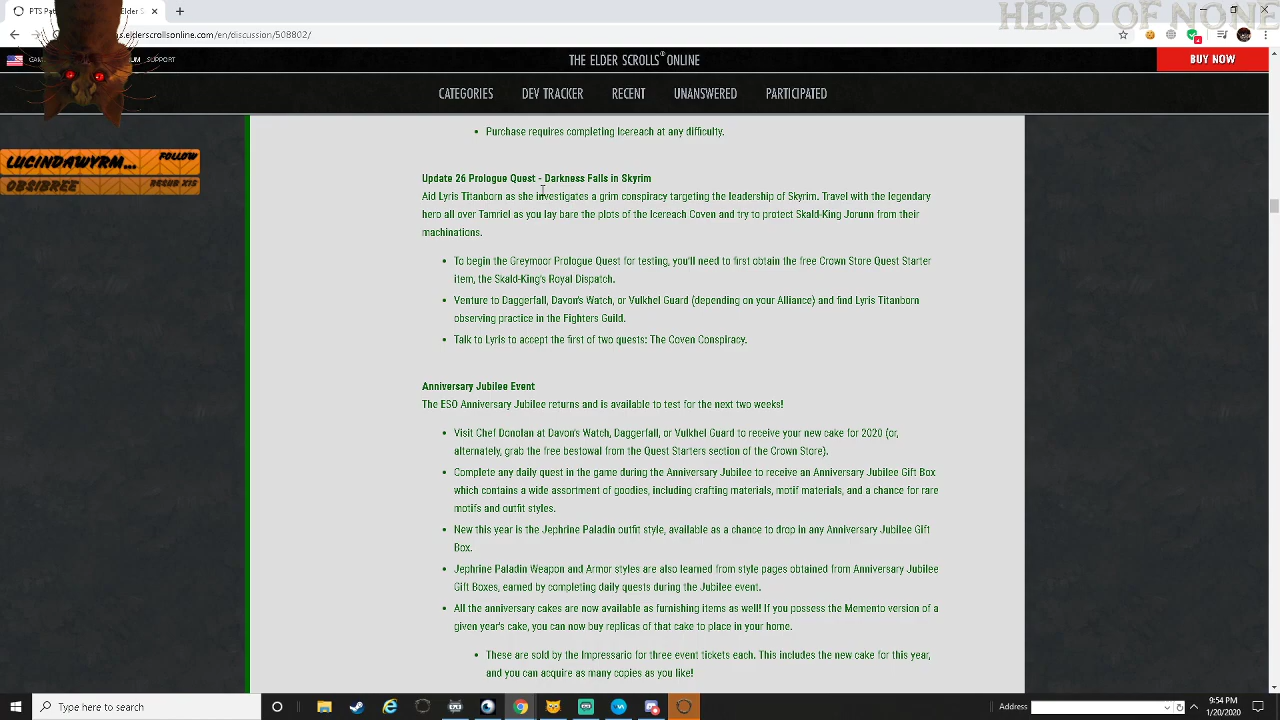 HERO OF NONE
elderscrollsonline.com/en/discussion/508802/
SUPPORT
THE ELDER SCROLLS® ONLINE
BUY NOW
CATEGORIES DEV TRACKER RECENT UNANSWERED PARTICIPATED
LUCINDAWYRM... FOLLOW
OBSIBREE RESUB X15
• Purchase requires completing Icereach at any difficulty.
Update 26 Prologue Quest - Darkness Falls in Skyrim
Aid Lyris Titanborn as she investigates a grim conspiracy targeting the leadership of Skyrim. Travel with the legendary
hero all over Tamriel as you lay bare the plots of the Icereach Coven and try to protect Skald-King Jorunn from their
machinations.
• To begin the Greymoor Prologue Quest for testing, you'll need to first obtain the free Crown Store Quest Starter
item, the Skald-King's Royal Dispatch.
• Venture to Daggerfall, Davon's Watch, or Vulkhel Guard (depending on your Alliance) and find Lyris Titanborn
observing practice in the Fighters Guild.
• Talk to Lyris to accept the first of two quests: The Coven Conspiracy.
Anniversary Jubilee Event
The ESO Anniversary Jubilee returns and is available to test for the next two weeks!
• Visit Chef Donolan at Davon's Watch, Daggerfall, or Vulkhel Guard to receive your new cake for 2020 (or,
alternately, grab the free bestowal from the Quest Starters section of the Crown Store).
• Complete any daily quest in the game during the Anniversary Jubilee to receive an Anniversary Jubilee Gift Box
which contains a wide assortment of goodies, including crafting materials, motif materials, and a chance for rare
motifs and outfit styles.
• New this year is the Jephrine Paladin outfit style, available as a chance to drop in any Anniversary Jubilee Gift
Box.
• Jephrine Paladin Weapon and Armor styles are also learned from style pages obtained from Anniversary Jubilee
Gift Boxes, earned by completing daily quests during the Jubilee event.
• All the anniversary cakes are now available as furnishing items as well! If you possess the Memento version of a
given year's cake, you can now buy replicas of that cake to place in your home.
• These are sold by the Impressario for three event tickets each. This includes the new cake for this year,
and you can acquire as many copies as you like!
Type here to search
Address
9:54 PM
1/20/2020